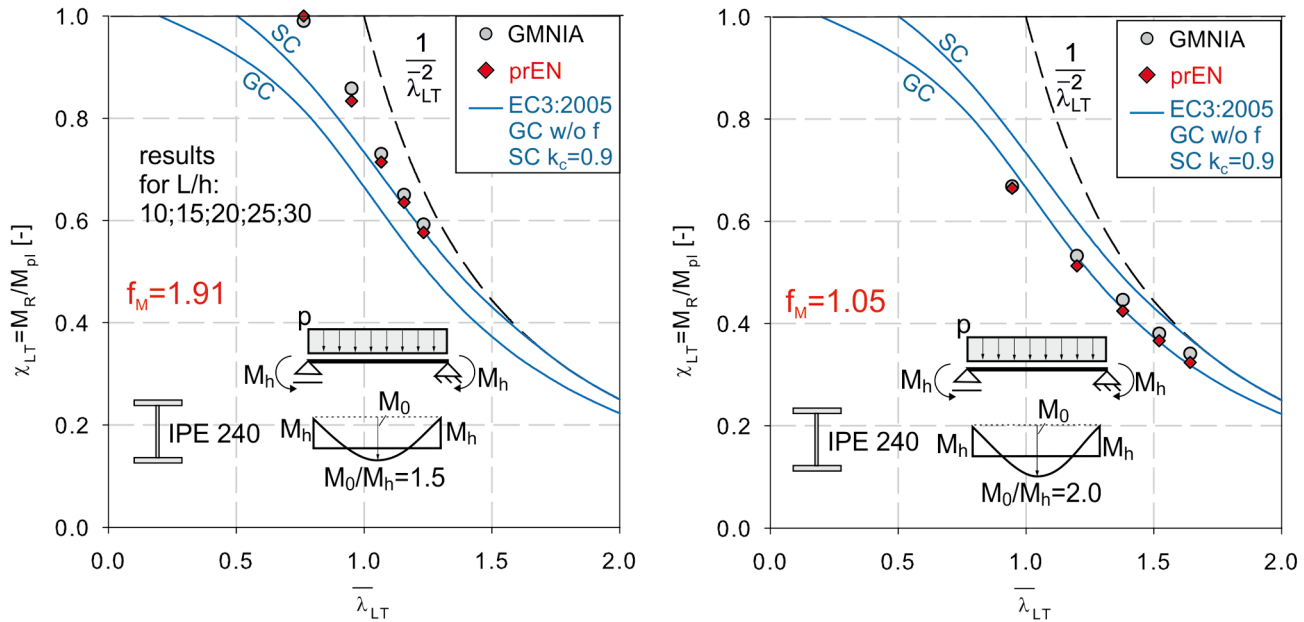 1.0
0.8
0.6
0.4
0.2
0.0
χLT=MR/Mpl [-]
SC
GC
1
λ̅LT²
GMNIA
prEN
EC3:2005
GC w/o f
SC kc=0.9
results
for L/h:
10;15;20;25;30
fM=1.91
p
Mh
Mh
M0
Mh
Mh
M0/Mh=1.5
IPE 240
0.0
0.5
1.0
1.5
2.0
λ̅LT
1.0
0.8
0.6
0.4
0.2
0.0
χLT=MR/Mpl [-]
SC
GC
1
λ̅LT²
GMNIA
prEN
EC3:2005
GC w/o f
SC kc=0.9
fM=1.05
p
Mh
Mh
M0
Mh
Mh
M0/Mh=2.0
IPE 240
0.0
0.5
1.0
1.5
2.0
λ̅LT